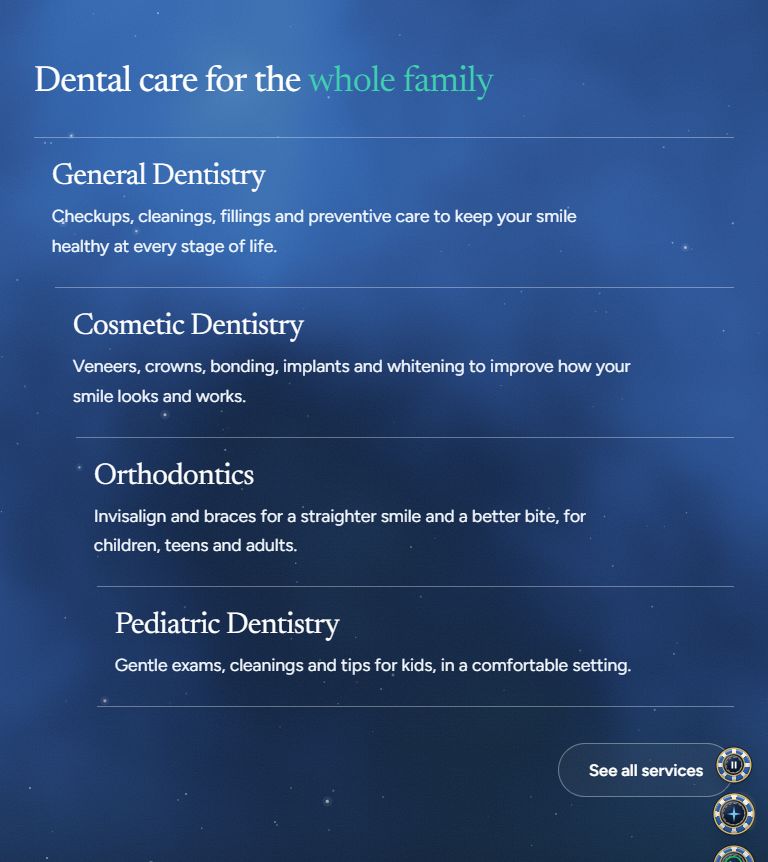 Dental care for the whole family
General Dentistry
Checkups, cleanings, fillings and preventive care to keep your smile
healthy at every stage of life.
Cosmetic Dentistry
Veneers, crowns, bonding, implants and whitening to improve how your
smile looks and works.
Orthodontics
Invisalign and braces for a straighter smile and a better bite, for
children, teens and adults.
Pediatric Dentistry
Gentle exams, cleanings and tips for kids, in a comfortable setting.
See all services